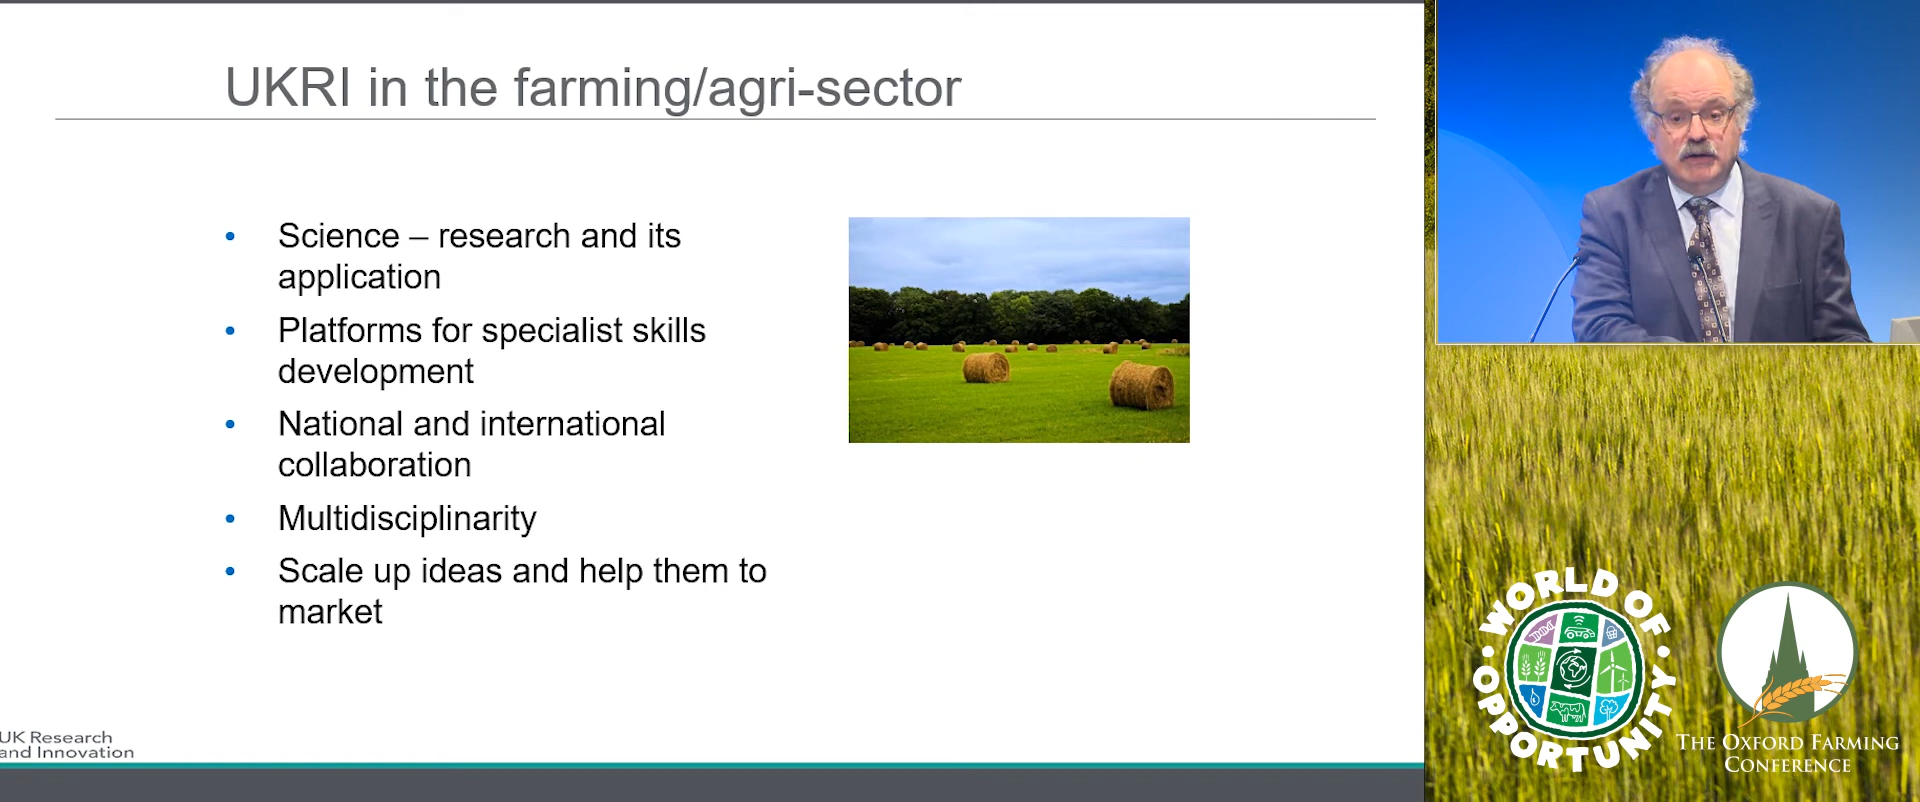 UKRI in the farming/agri-sector
• Science – research and its
application
• Platforms for specialist skills
development
• National and international
collaboration
• Multidisciplinarity
• Scale up ideas and help them to
market
UK Research
and Innovation
WORLD OF
OPPORTUNITY
THE OXFORD FARMING
CONFERENCE